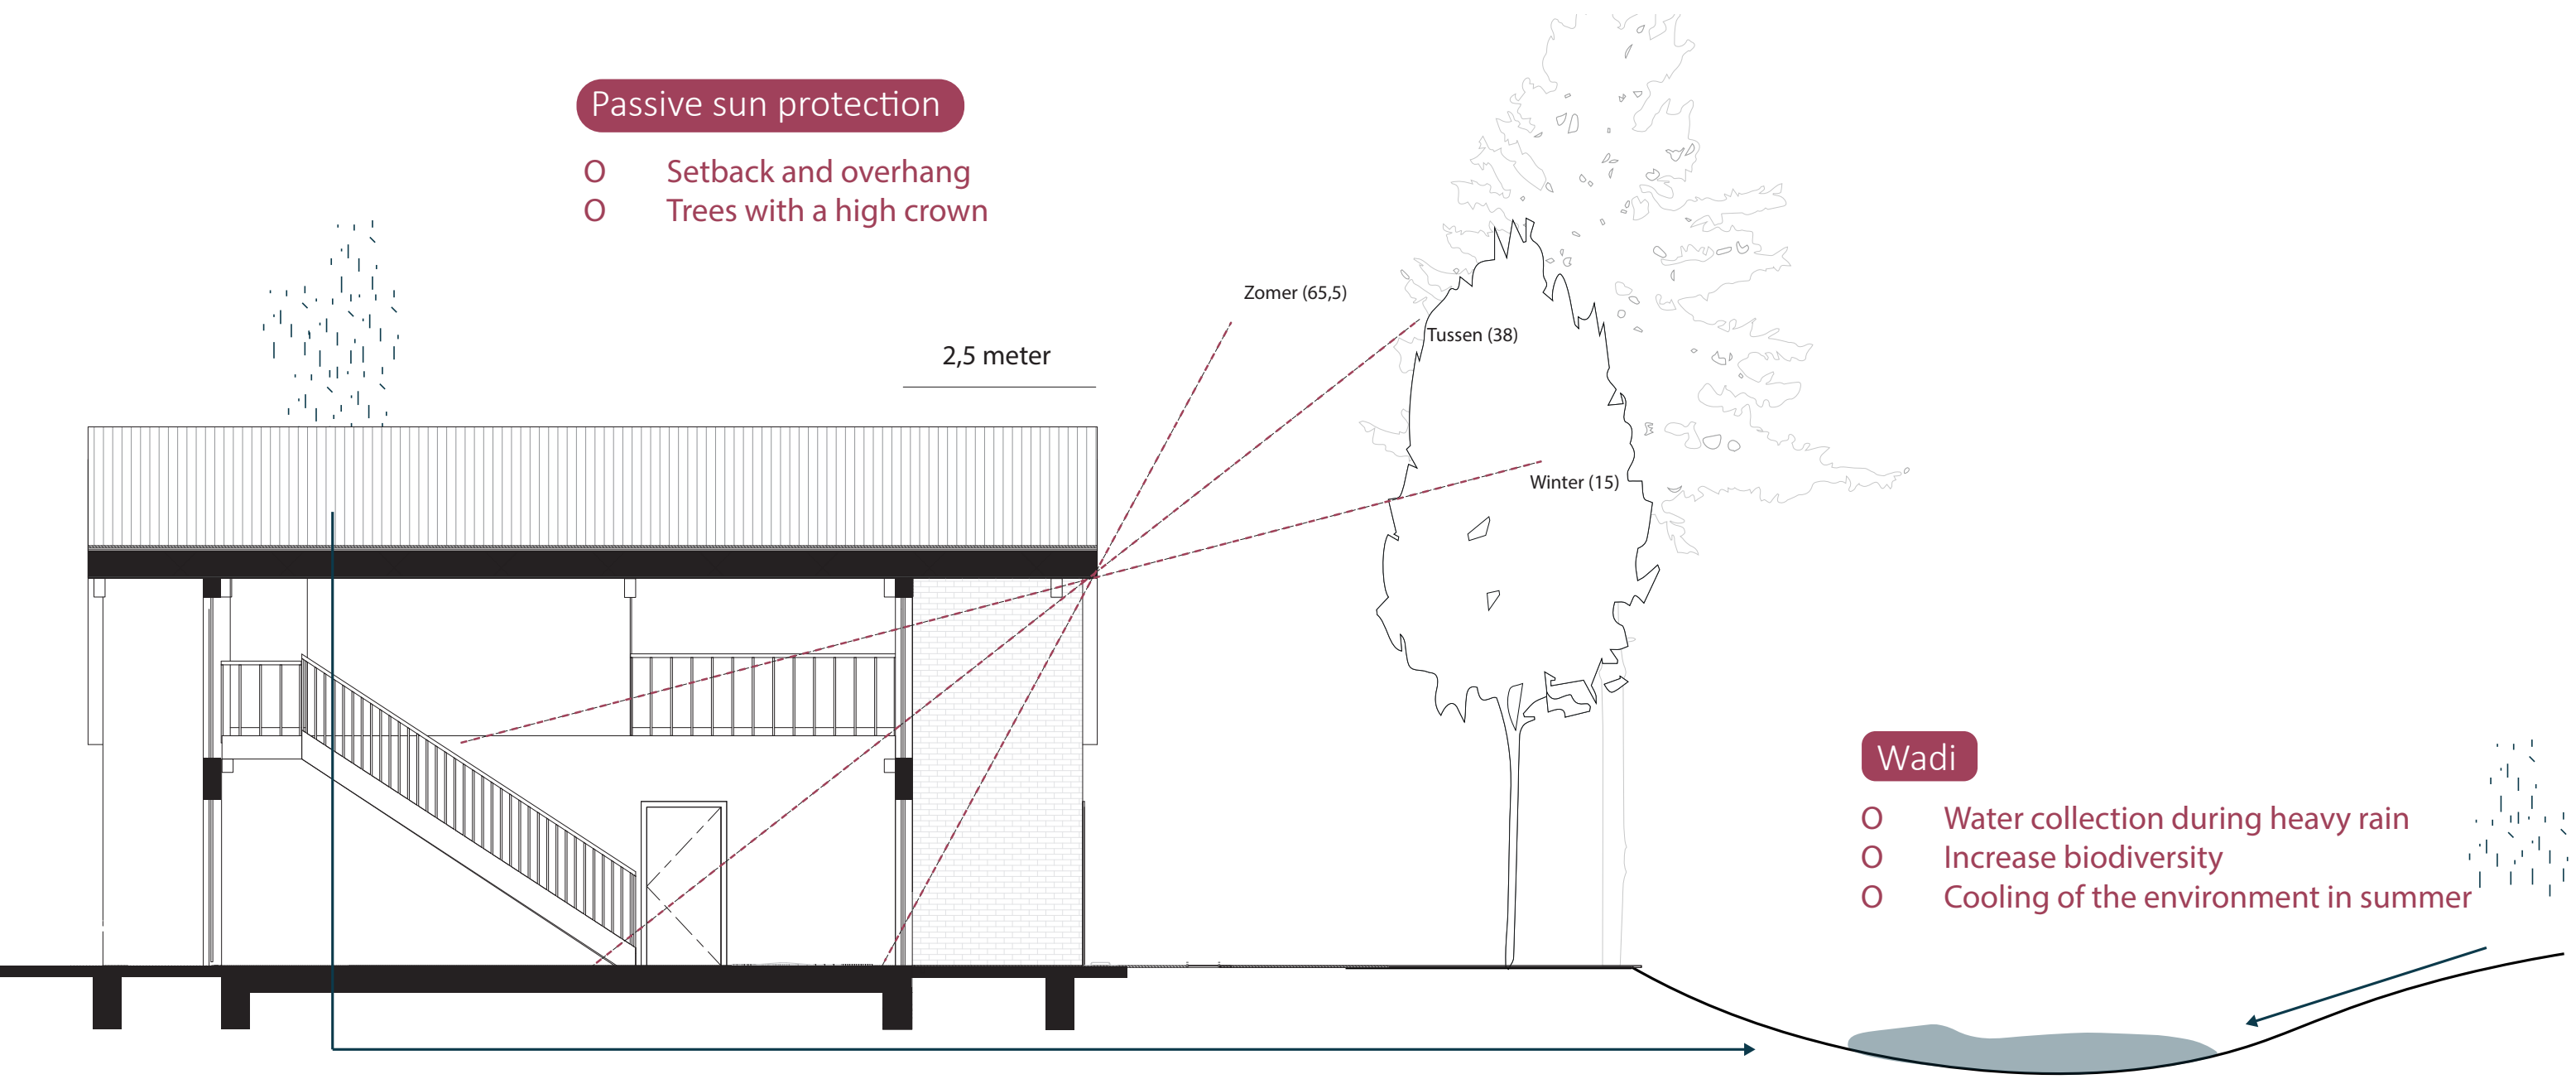 Passive sun protection
O Setback and overhang
O Trees with a high crown
Zomer (65,5)
Tussen (38)
2,5 meter
Winter (15)
Wadi
O Water collection during heavy rain
O Increase biodiversity
O Cooling of the environment in summer